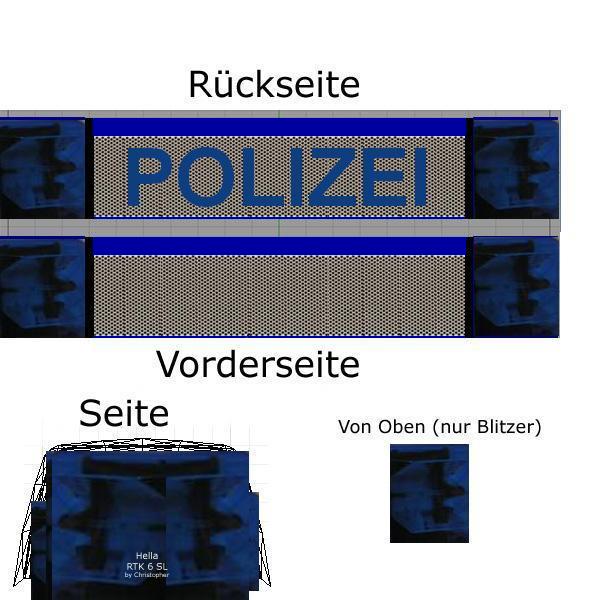 Rückseite
POLIZEI
Vorderseite
Seite
Von Oben (nur Blitzer)
Hella
RTK 6 SL
by Christopher